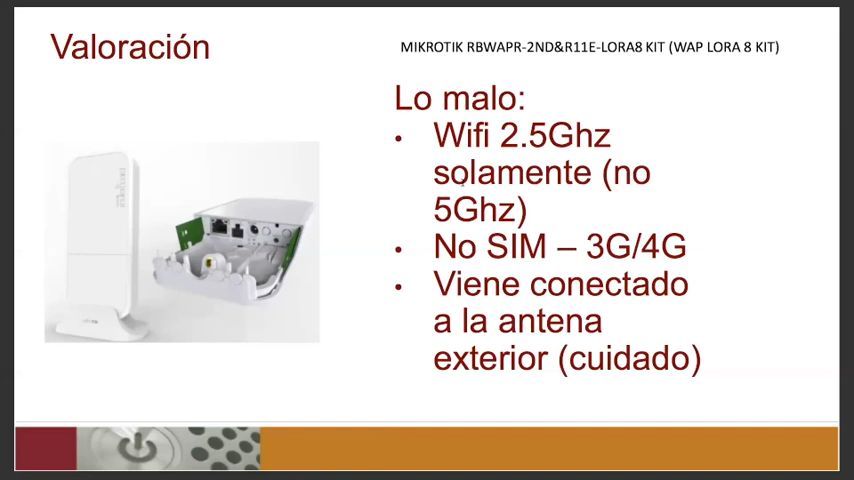 Valoración
MIKROTIK RBWAPR-2ND&R11E-LORA8 KIT (WAP LORA 8 KIT)
Lo malo:
• Wifi 2.5Ghz
solamente (no
5Ghz)
• No SIM – 3G/4G
• Viene conectado
a la antena
exterior (cuidado)